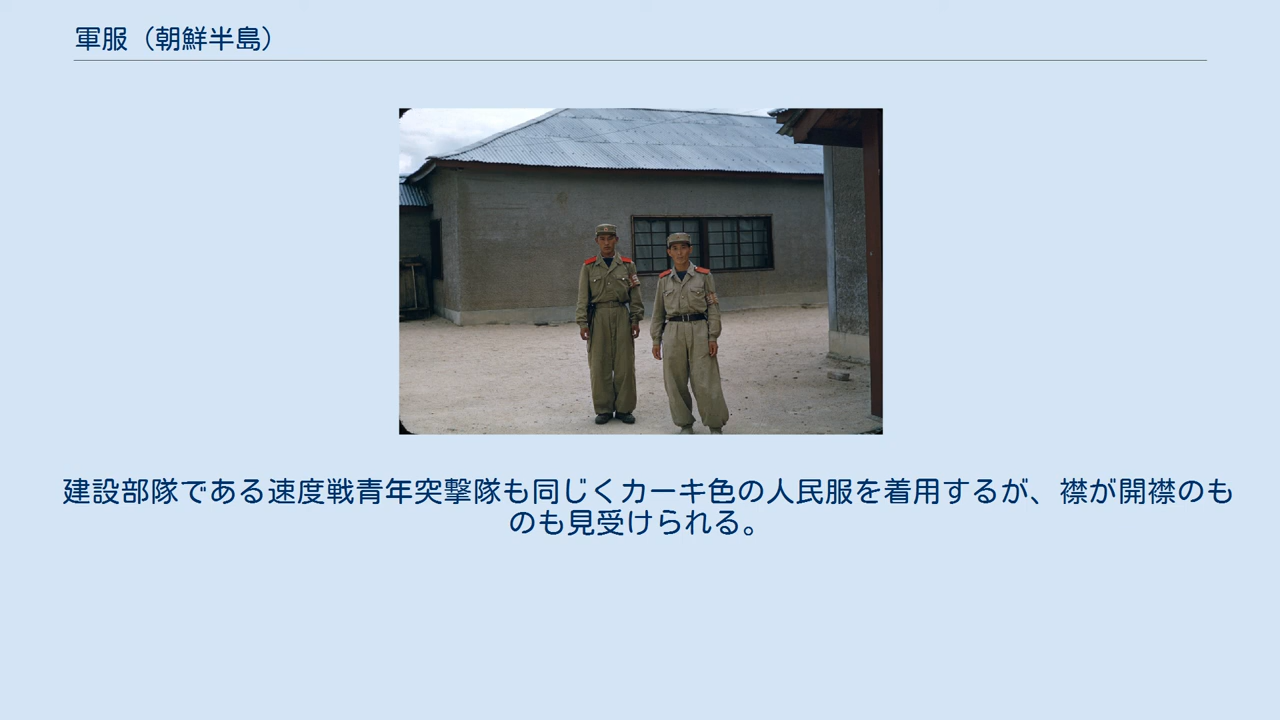 軍服（朝鮮半島）
建設部隊である速度戦青年突撃隊も同じくカーキ色の人民服を着用するが、襟が開襟のも
のも見受けられる。